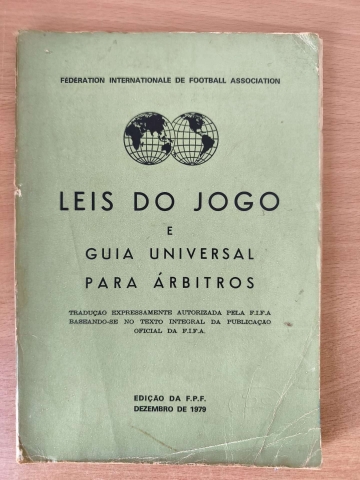 FÉDÉRATION INTERNATIONALE DE FOOTBALL ASSOCIATION
LEIS DO JOGO
E
GUIA UNIVERSAL
PARA ÁRBITROS
TRADUÇÃO EXPRESSAMENTE AUTORIZADA PELA F.I.F.A
BASEANDO-SE NO TEXTO INTEGRAL DA PUBLICAÇÃO
OFICIAL DA F.I.F.A.
EDIÇÃO DA F.P.F.
DEZEMBRO DE 1979